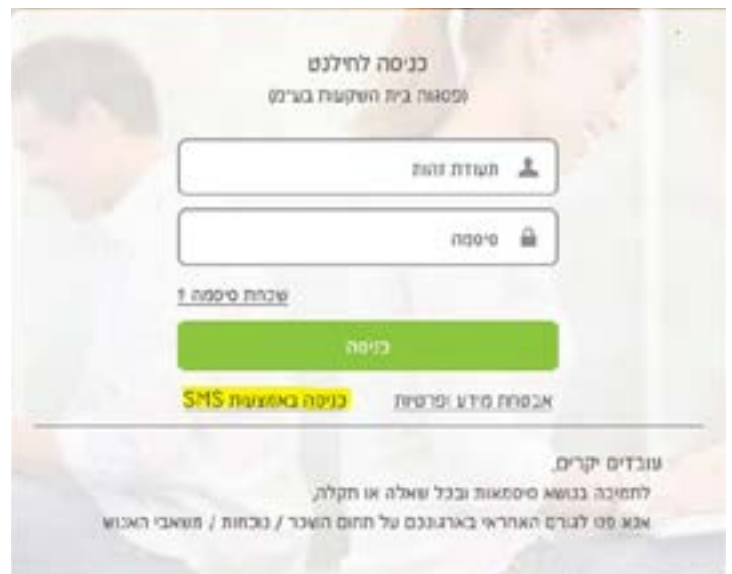 כניסה לחילנט
(פסגות בית השקעות בע״מ)
תעודת זהות
סיסמה
שכחת סיסמה ?
כניסה
אבטחת מידע ופרטיות
כניסה באמצעות SMS
עובדים יקרים,
לתמיכה בנושא סיסמאות ובכל שאלה או תקלה,
אנא פנו לגורם האחראי בארגונכם על תחום השכר / נוכחות / משאבי האנוש